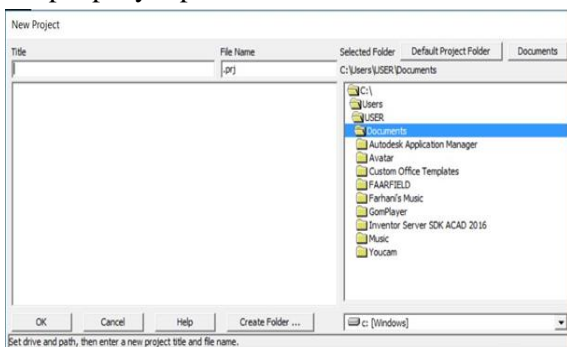 New Project
Title File Name Selected Folder Default Project Folder Documents
.prj C:\Users\USER\Documents
C:\
Users
USER
Documents
Autodesk Application Manager
Avatar
Custom Office Templates
FAARFIELD
Farhani's Music
GomPlayer
Inventor Server SDK ACAD 2016
Music
Youcam
OK Cancel Help Create Folder ... c: [Windows]
Set drive and path, then enter a new project title and file name.